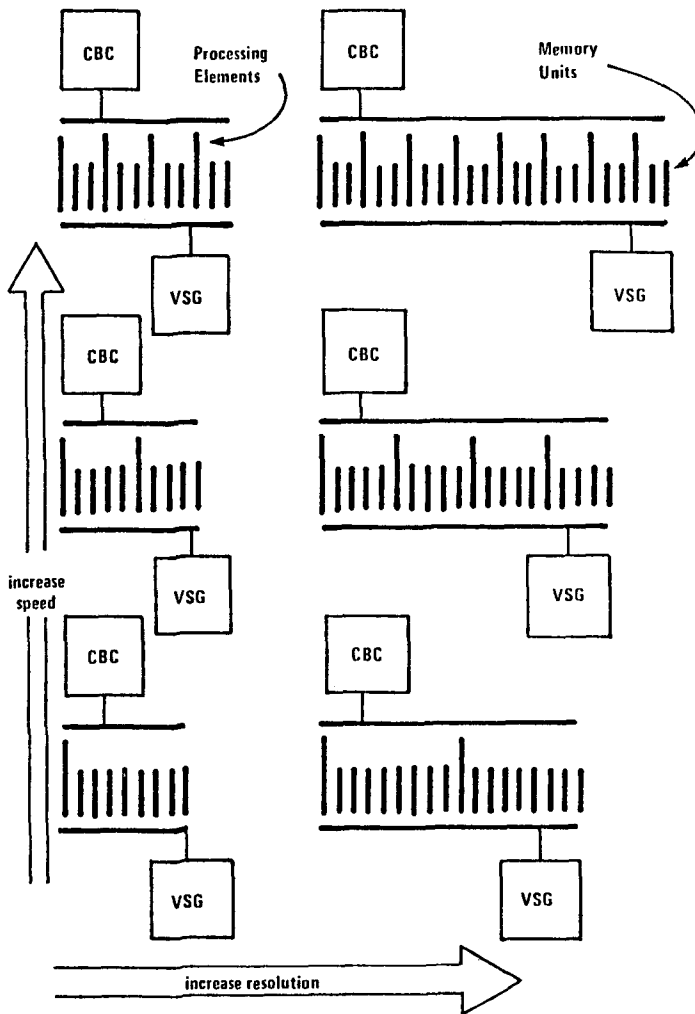 CBC
Processing
Elements
CBC
Memory
Units
VSG
VSG
CBC
CBC
increase
speed
VSG
VSG
CBC
CBC
VSG
VSG
increase resolution